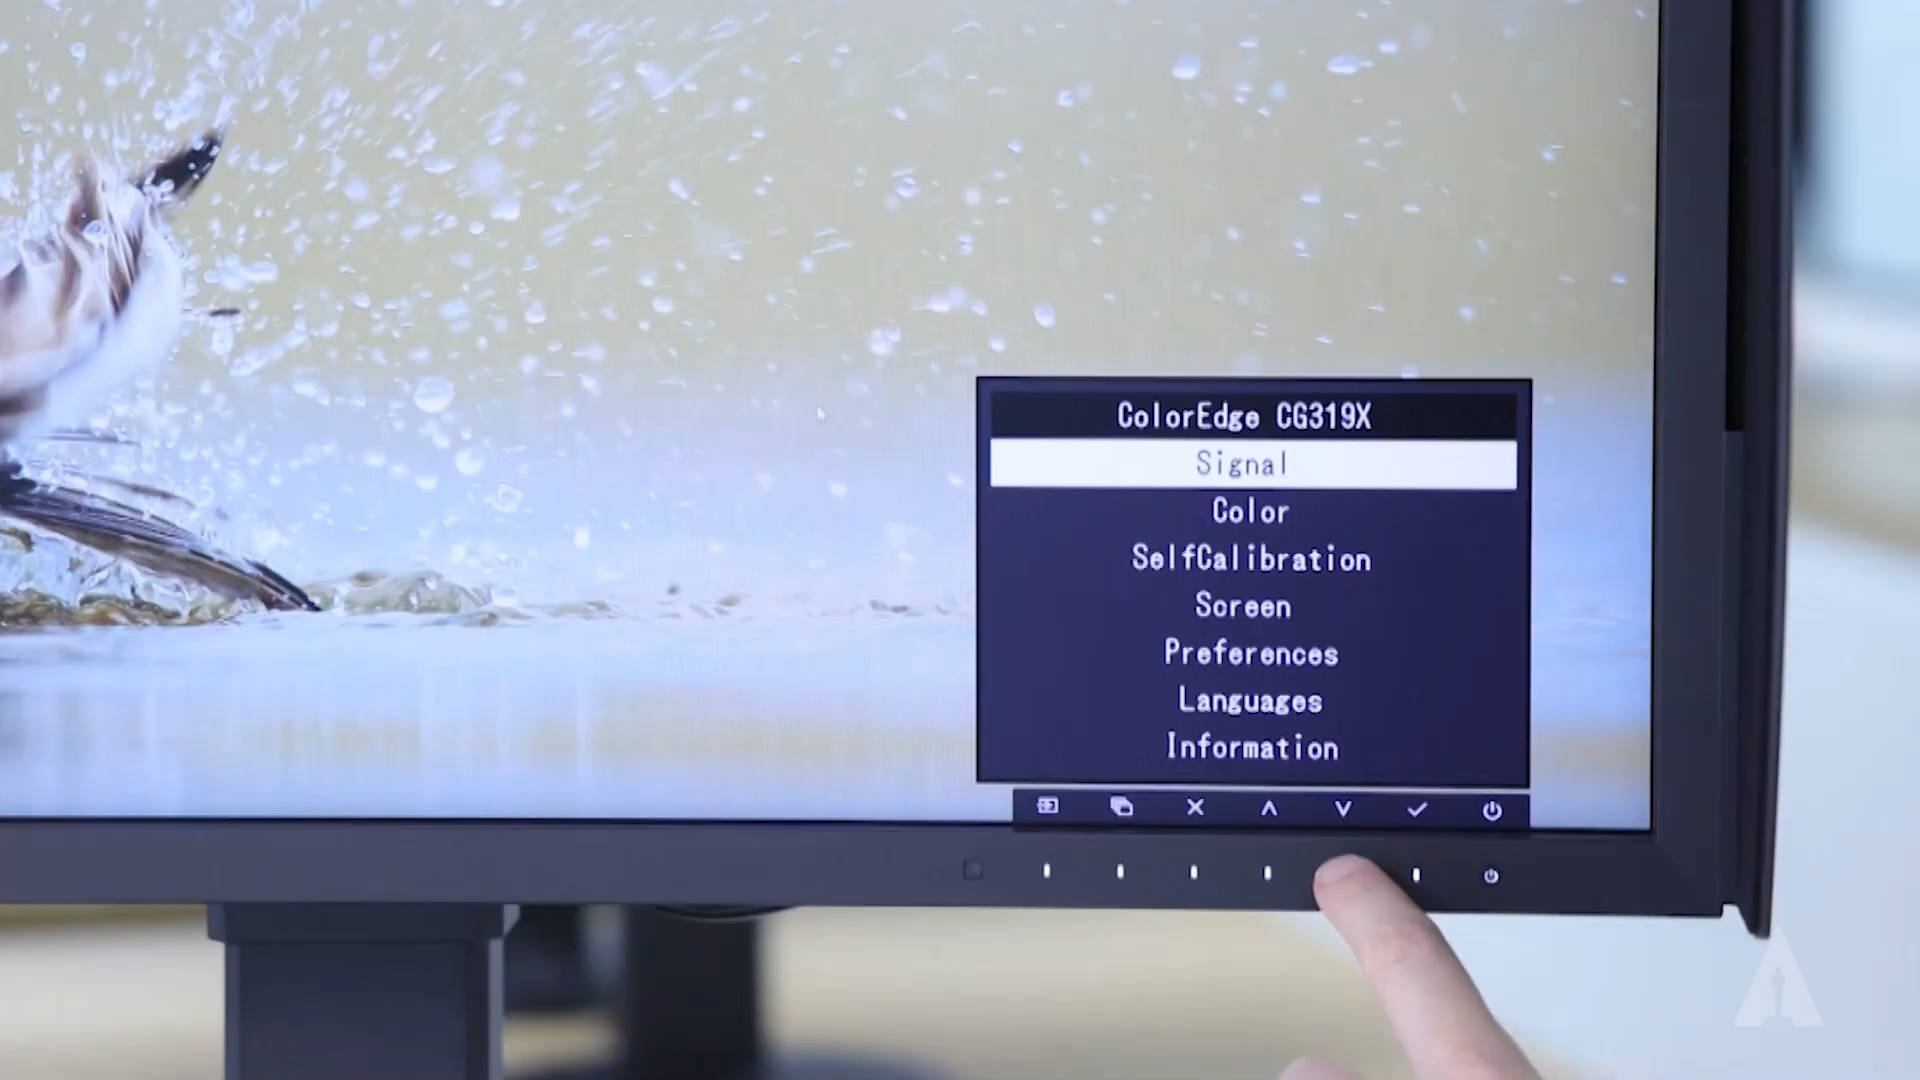 ColorEdge CG319X
Signal
Color
SelfCalibration
Screen
Preferences
Languages
Information